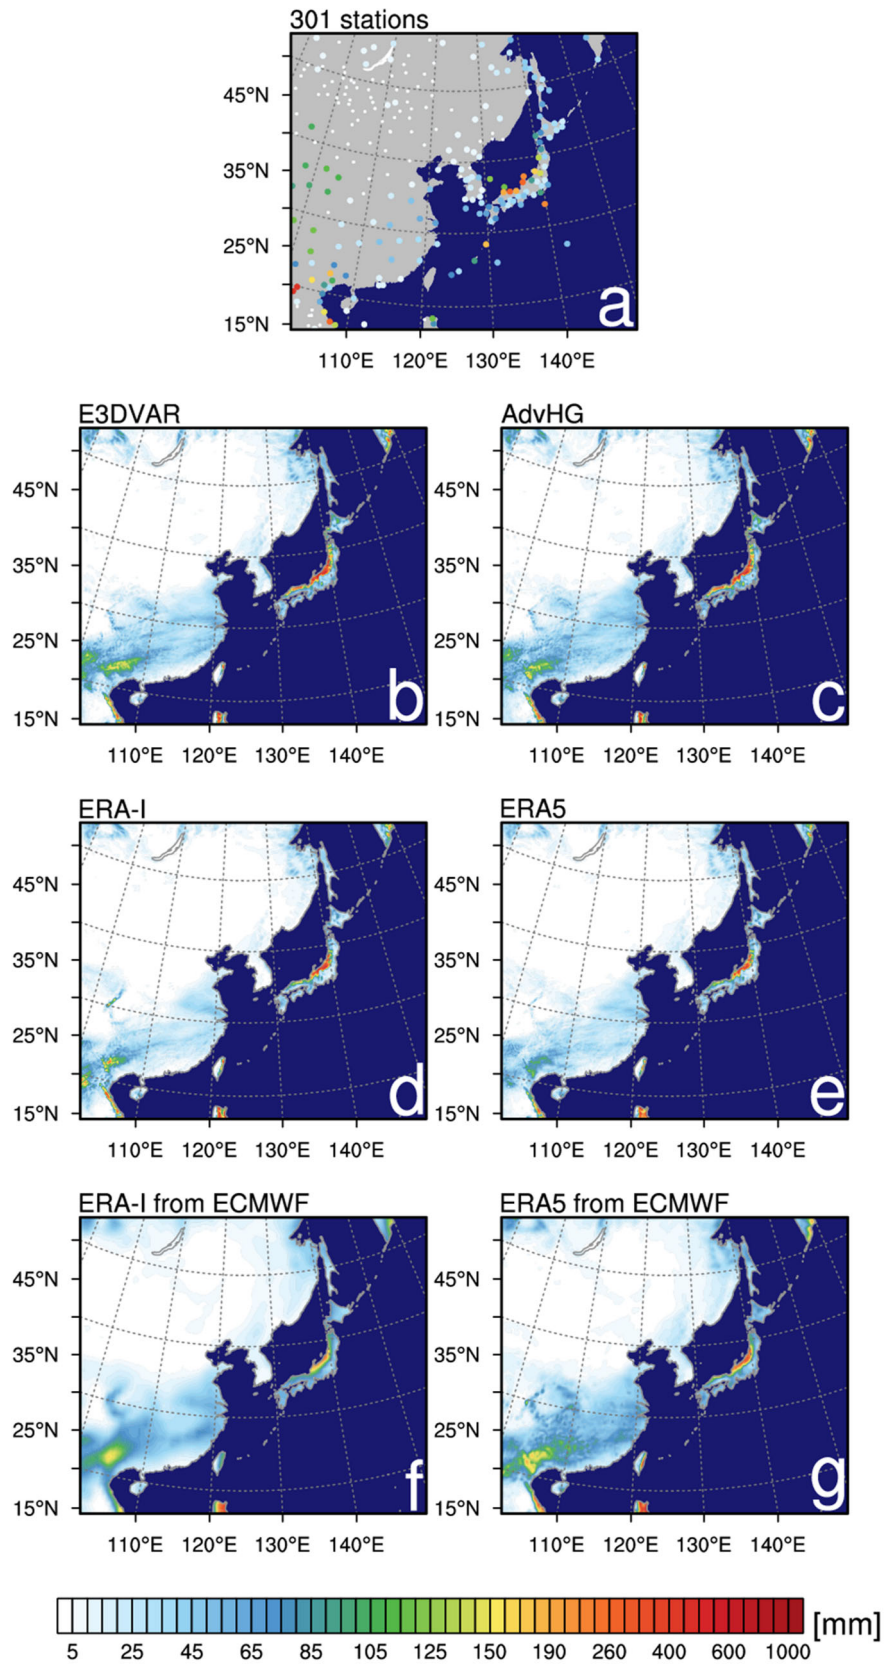 301 stations
45°N
35°N
25°N
15°N
a
110°E 120°E 130°E 140°E
E3DVAR
45°N
35°N
25°N
15°N
b
110°E 120°E 130°E 140°E
AdvHG
45°N
35°N
25°N
15°N
c
110°E 120°E 130°E 140°E
ERA-I
45°N
35°N
25°N
15°N
d
110°E 120°E 130°E 140°E
ERA5
45°N
35°N
25°N
15°N
e
110°E 120°E 130°E 140°E
ERA-I from ECMWF
45°N
35°N
25°N
15°N
f
110°E 120°E 130°E 140°E
ERA5 from ECMWF
45°N
35°N
25°N
15°N
g
110°E 120°E 130°E 140°E
[mm]
5 25 45 65 85 105 125 150 190 260 400 600 1000